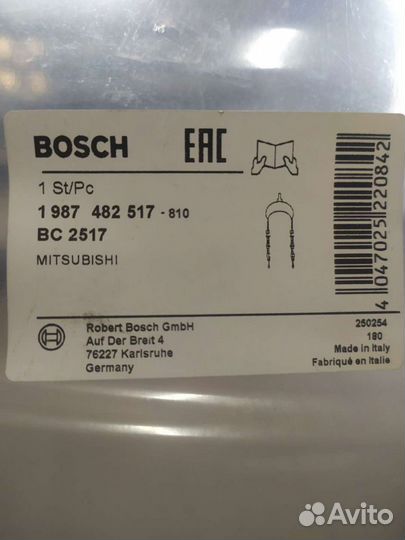 BOSCH
EAC
1 St/Pc
1 987 482 517 - 810
BC 2517
MITSUBISHI
4 047025 220842
Robert Bosch GmbH
Auf Der Breit 4
76227 Karlsruhe
Germany
250254
180
Made in Italy
Fabriqué en Italie
Avito